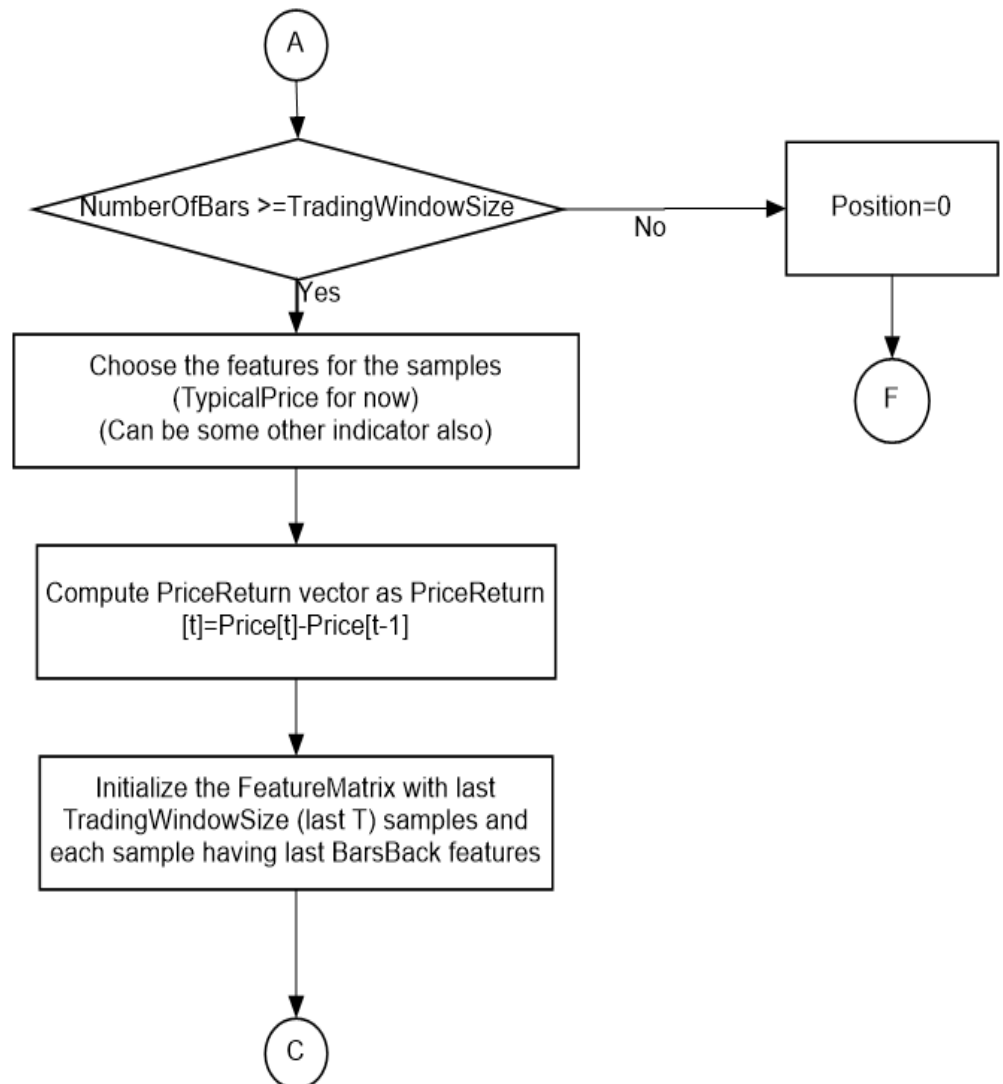 A
NumberOfBars >=TradingWindowSize
No
Position=0
Yes
F
Choose the features for the samples
(TypicalPrice for now)
(Can be some other indicator also)
Compute PriceReturn vector as PriceReturn
[t]=Price[t]-Price[t-1]
Initialize the FeatureMatrix with last
TradingWindowSize (last T) samples and
each sample having last BarsBack features
C